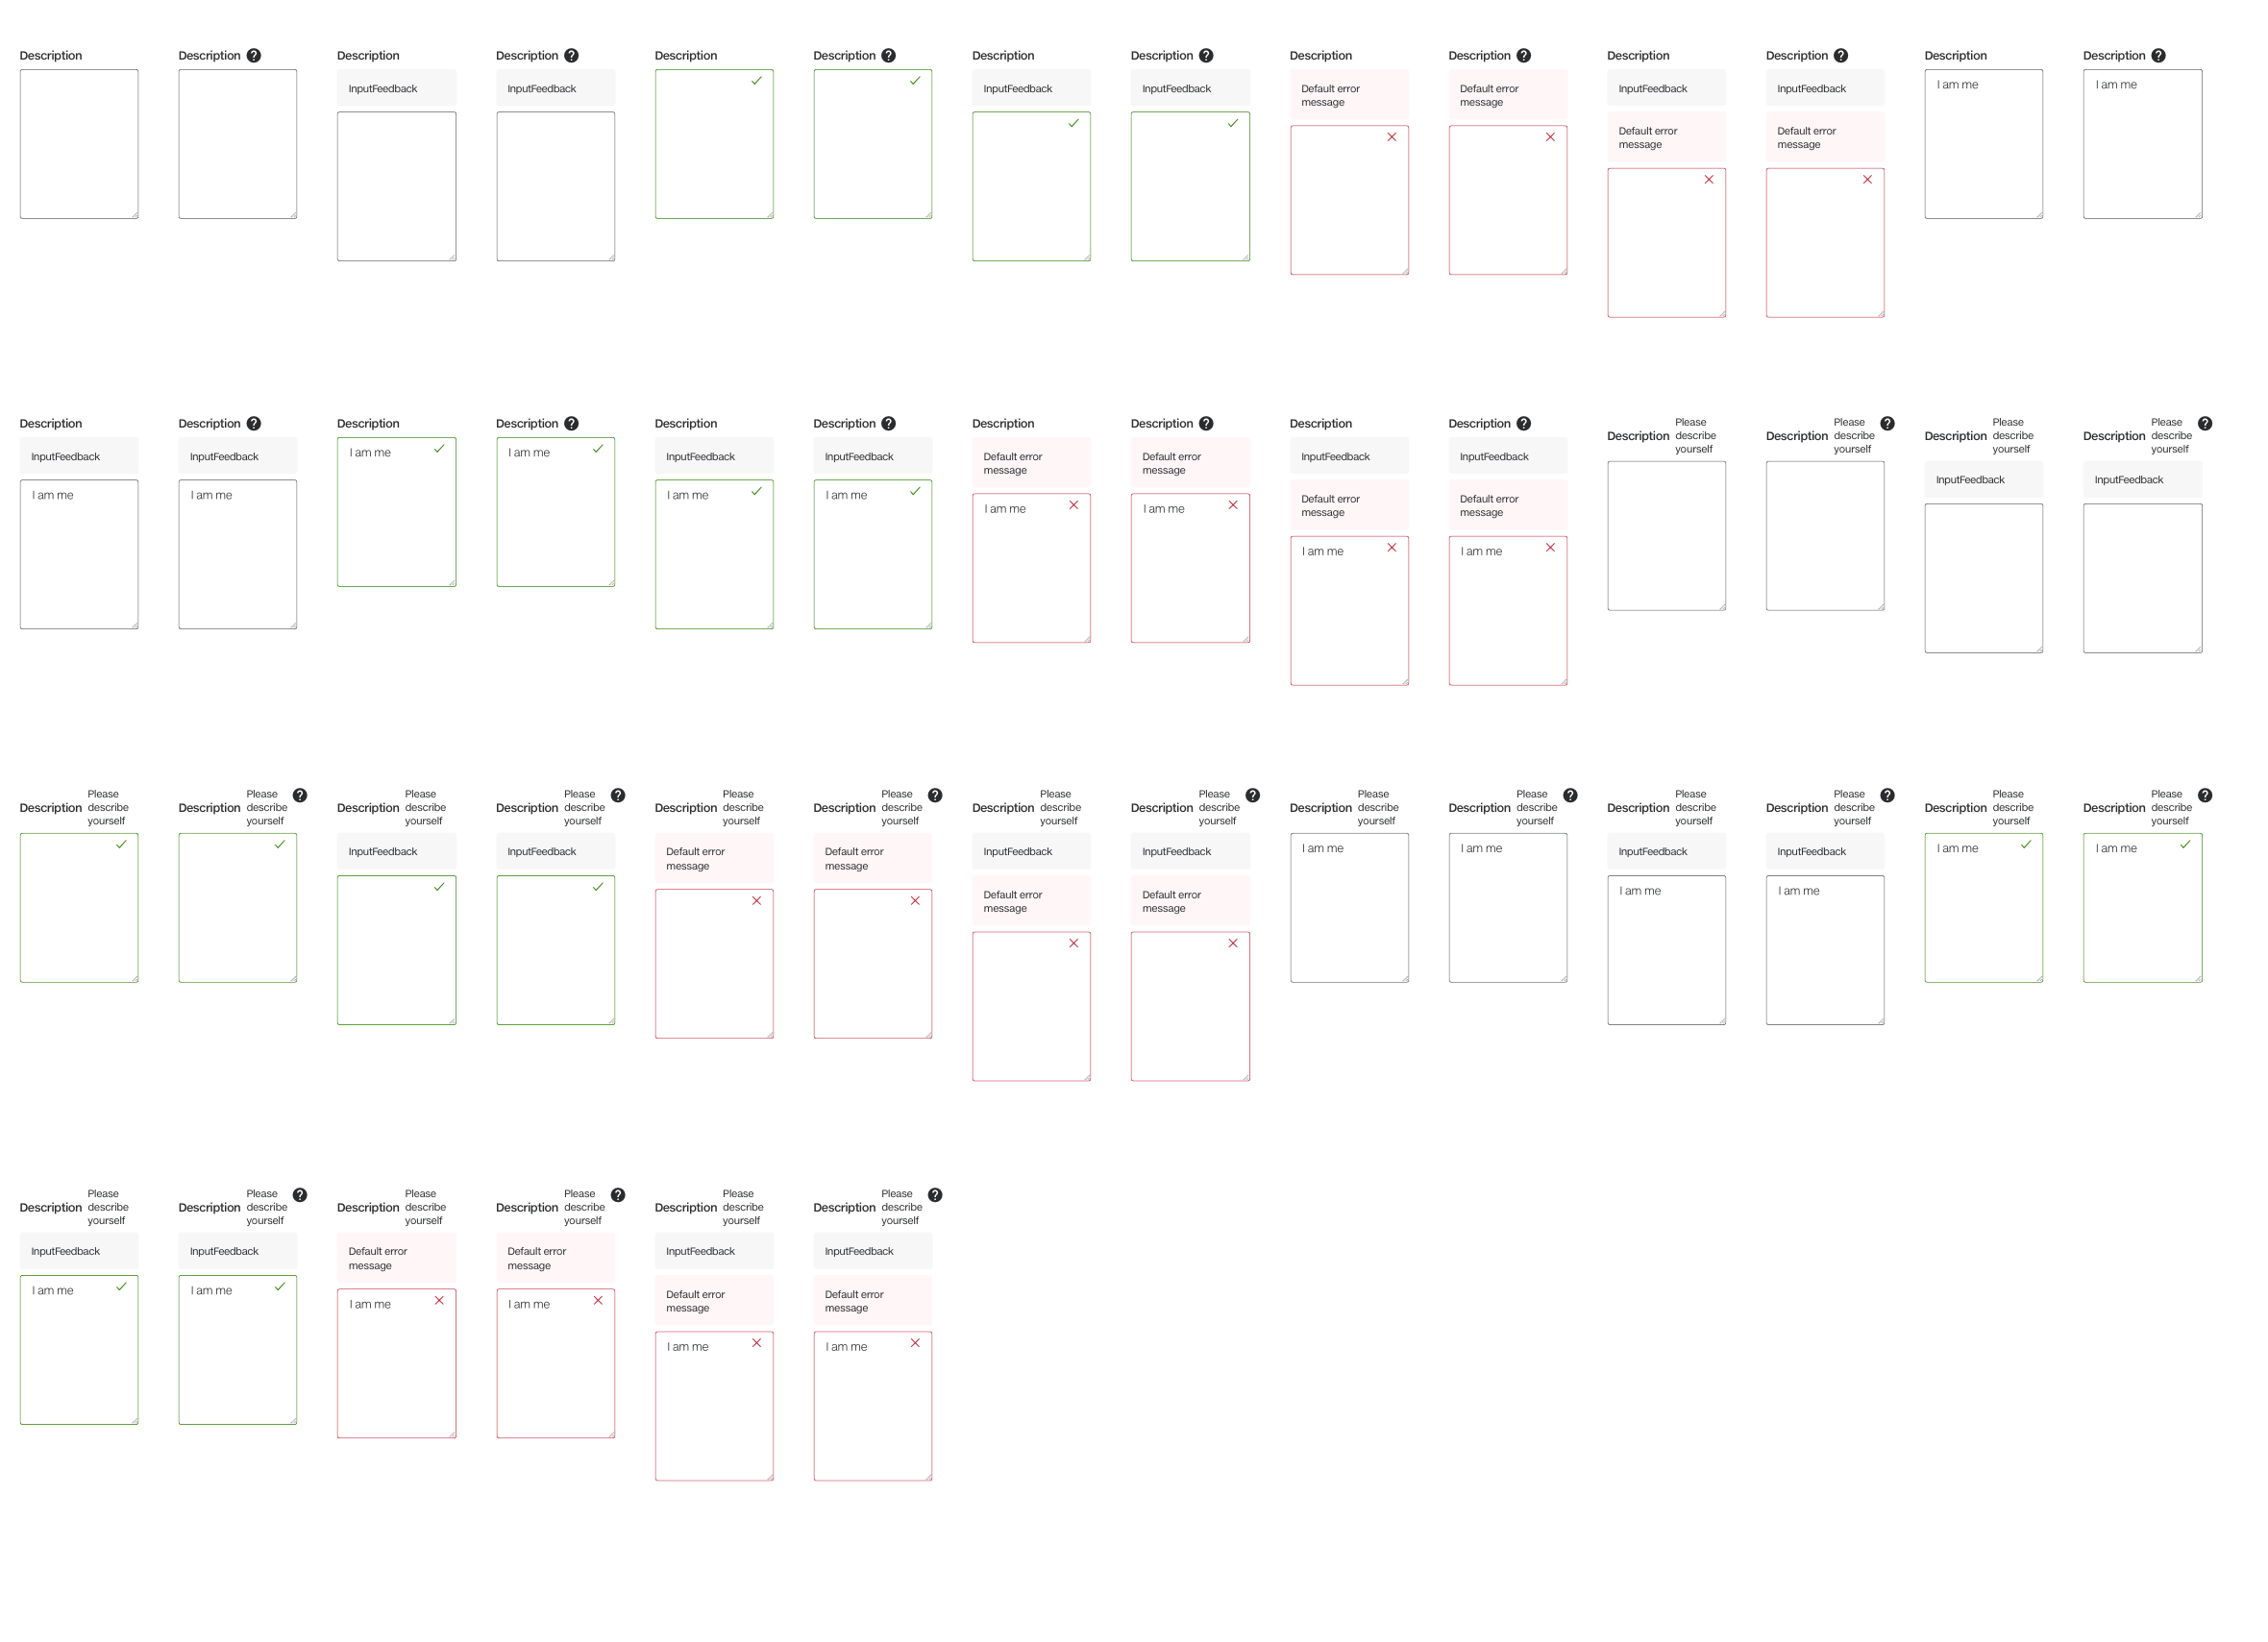 Description
Description ?
Description
InputFeedback
Description ?
InputFeedback
Description
Description ?
Description
InputFeedback
Description ?
InputFeedback
Description
Default error
message
Description ?
Default error
message
Description
InputFeedback
Default error
message
Description ?
InputFeedback
Default error
message
Description
I am me
Description ?
I am me
Description
InputFeedback
I am me
Description ?
InputFeedback
I am me
Description
I am me
Description ?
I am me
Description
InputFeedback
I am me
Description ?
InputFeedback
I am me
Description
Default error
message
I am me
Description ?
Default error
message
I am me
Description
InputFeedback
Default error
message
I am me
Description ?
InputFeedback
Default error
message
I am me
Description
Please
describe
yourself
Description
Please
describe
yourself
?
Description
Please
describe
yourself
InputFeedback
Description
Please
describe
yourself
?
InputFeedback
Description
Please
describe
yourself
Description
Please
describe
yourself
?
Description
Please
describe
yourself
InputFeedback
Description
Please
describe
yourself
?
InputFeedback
Description
Please
describe
yourself
Default error
message
Description
Please
describe
yourself
?
Default error
message
Description
Please
describe
yourself
InputFeedback
Default error
message
Description
Please
describe
yourself
?
InputFeedback
Default error
message
Description
Please
describe
yourself
I am me
Description
Please
describe
yourself
?
I am me
Description
Please
describe
yourself
InputFeedback
I am me
Description
Please
describe
yourself
?
InputFeedback
I am me
Description
Please
describe
yourself
I am me
Description
Please
describe
yourself
?
I am me
Description
Please
describe
yourself
InputFeedback
I am me
Description
Please
describe
yourself
?
InputFeedback
I am me
Description
Please
describe
yourself
Default error
message
I am me
Description
Please
describe
yourself
?
Default error
message
I am me
Description
Please
describe
yourself
InputFeedback
Default error
message
I am me
Description
Please
describe
yourself
?
InputFeedback
Default error
message
I am me